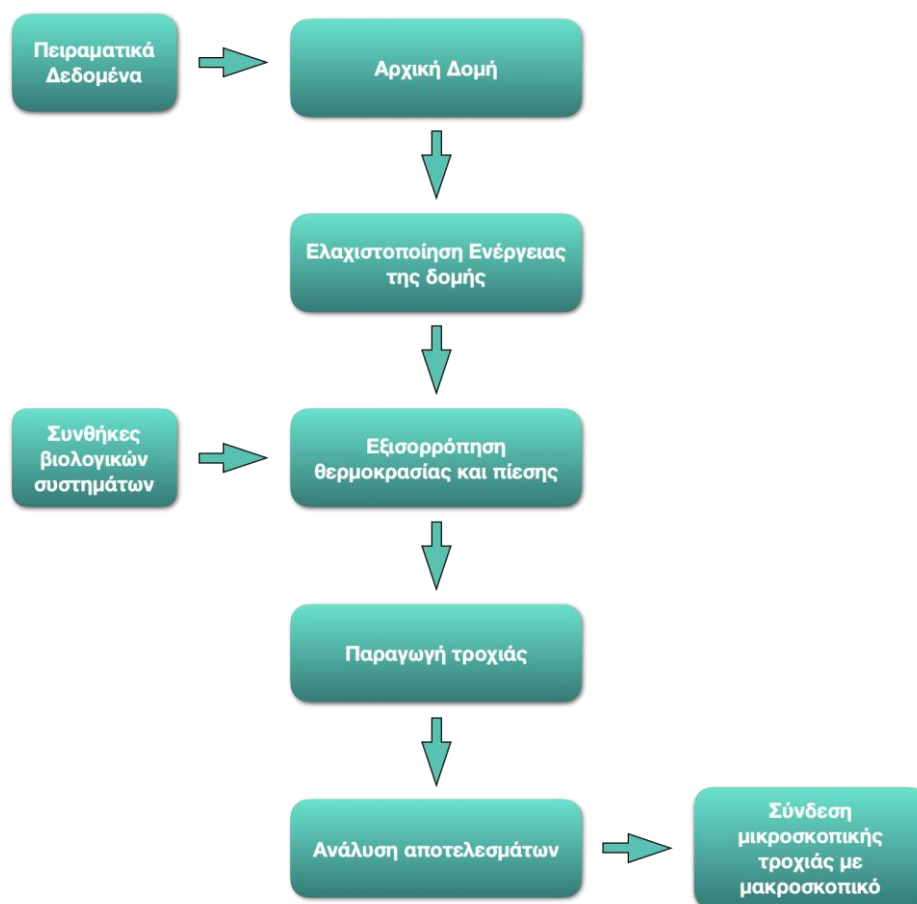 Πειραματικά
Δεδομένα
Αρχική Δομή
Ελαχιστοποίηση Ενέργειας
της δομής
Συνθήκες
βιολογικών
συστημάτων
Εξισορρόπηση
θερμοκρασίας και πίεσης
Παραγωγή τροχιάς
Ανάλυση αποτελεσμάτων
Σύνδεση
μικροσκοπικής
τροχιάς με
μακροσκοπικό